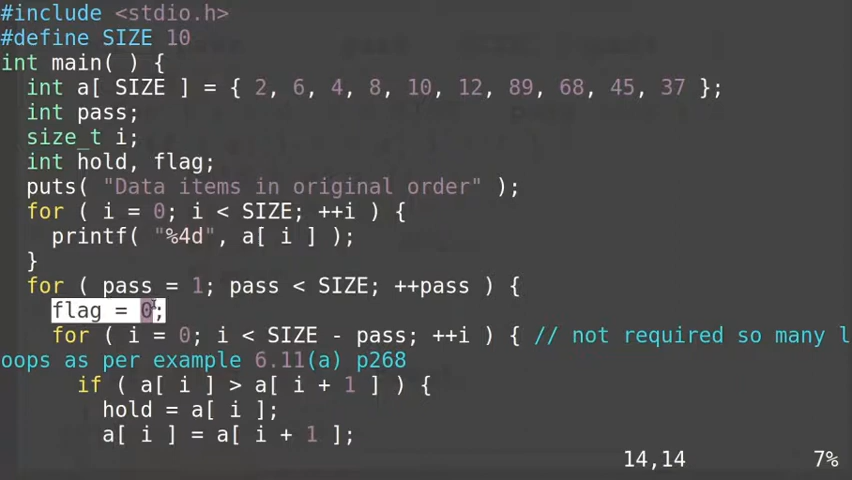 #include <stdio.h>
#define SIZE 10
int main( ) {
int a[ SIZE ] = { 2, 6, 4, 8, 10, 12, 89, 68, 45, 37 };
int pass;
size_t i;
int hold, flag;
puts( "Data items in original order" );
for ( i = 0; i < SIZE; ++i ) {
printf( "%4d", a[ i ] );
}
for ( pass = 1; pass < SIZE; ++pass ) {
flag = 0;
for ( i = 0; i < SIZE - pass; ++i ) { // not required so many l
oops as per example 6.11(a) p268
if ( a[ i ] > a[ i + 1 ] ) {
hold = a[ i ];
a[ i ] = a[ i + 1 ];
14,14 7%